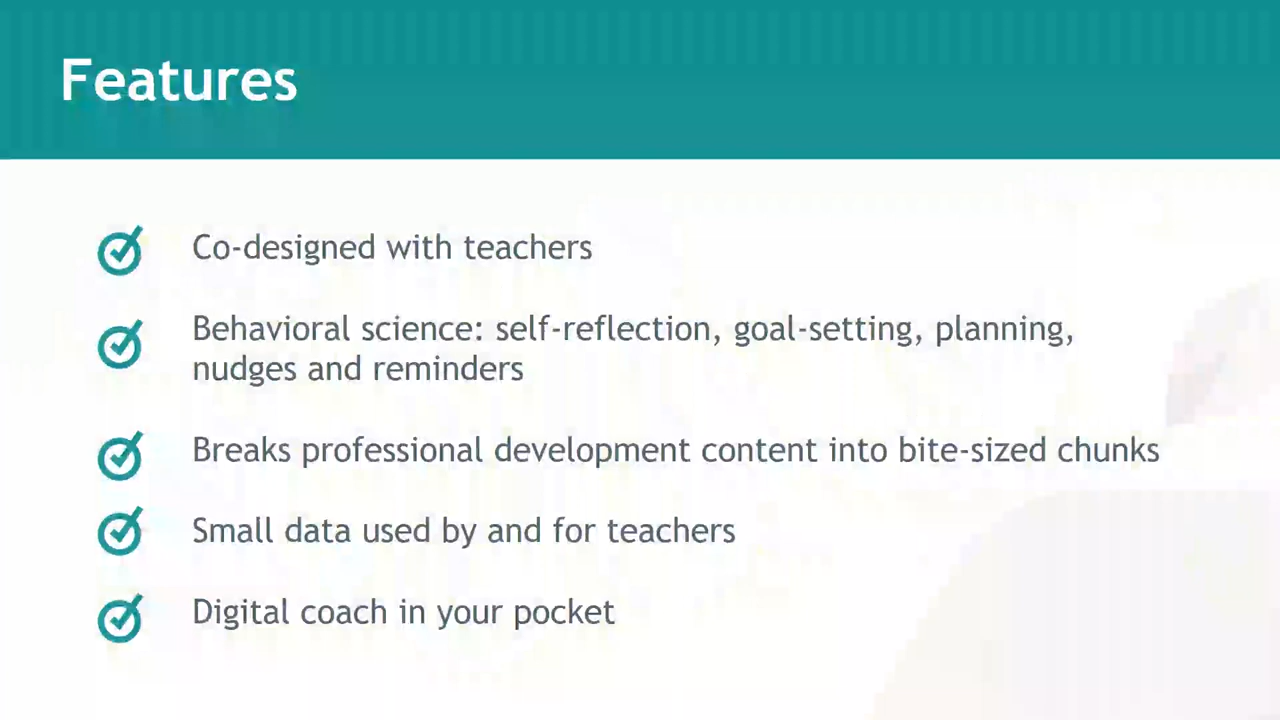 Features
Co-designed with teachers
Behavioral science: self-reflection, goal-setting, planning,
nudges and reminders
Breaks professional development content into bite-sized chunks
Small data used by and for teachers
Digital coach in your pocket